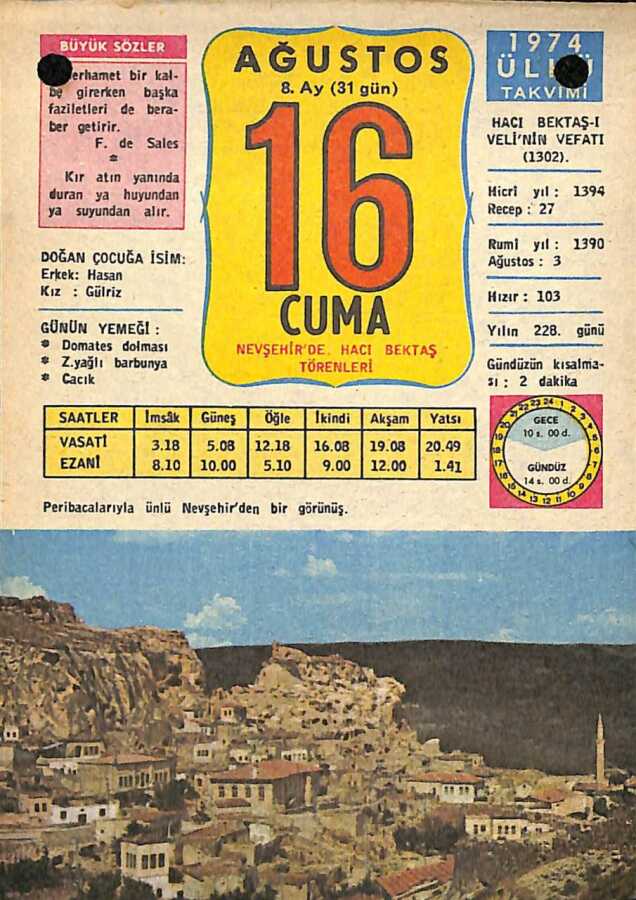 BÜYÜK SÖZLER
erhamet bir kal-
be girerken başka
faziletleri de bera-
ber getirir.
F. de Sales
*
Kır atın yanında
duran ya huyundan
ya suyundan alır.
DOĞAN ÇOCUĞA İSİM:
Erkek: Hasan
Kız : Gülriz
GÜNÜN YEMEĞİ :
* Domates dolması
* Z.yağlı barbunya
* Cacık
AĞUSTOS
8. Ay (31 gün)
16
CUMA
NEVŞEHİR'DE HACI BEKTAŞ
TÖRENLERİ
1974
TAKVİMİ
HACI BEKTAŞ-I
VELİ'NİN VEFATI
(1302).
Hicrî yıl : 1394
Recep : 27
Rumî yıl : 1390
Ağustos : 3
Hızır : 103
Yılın 228. günü
Gündüzün kısalma-
sı : 2 dakika
SAATLER İmsâk Güneş Öğle İkindi Akşam Yatsı
VASATİ 3.18 5.08 12.18 16.08 19.08 20.49
EZANİ 8.10 10.00 5.10 9.00 12.00 1.41
GECE
10 s. 00 d.
GÜNDÜZ
14 s. 00 d.
Peribacalarıyla ünlü Nevşehir'den bir görünüş.